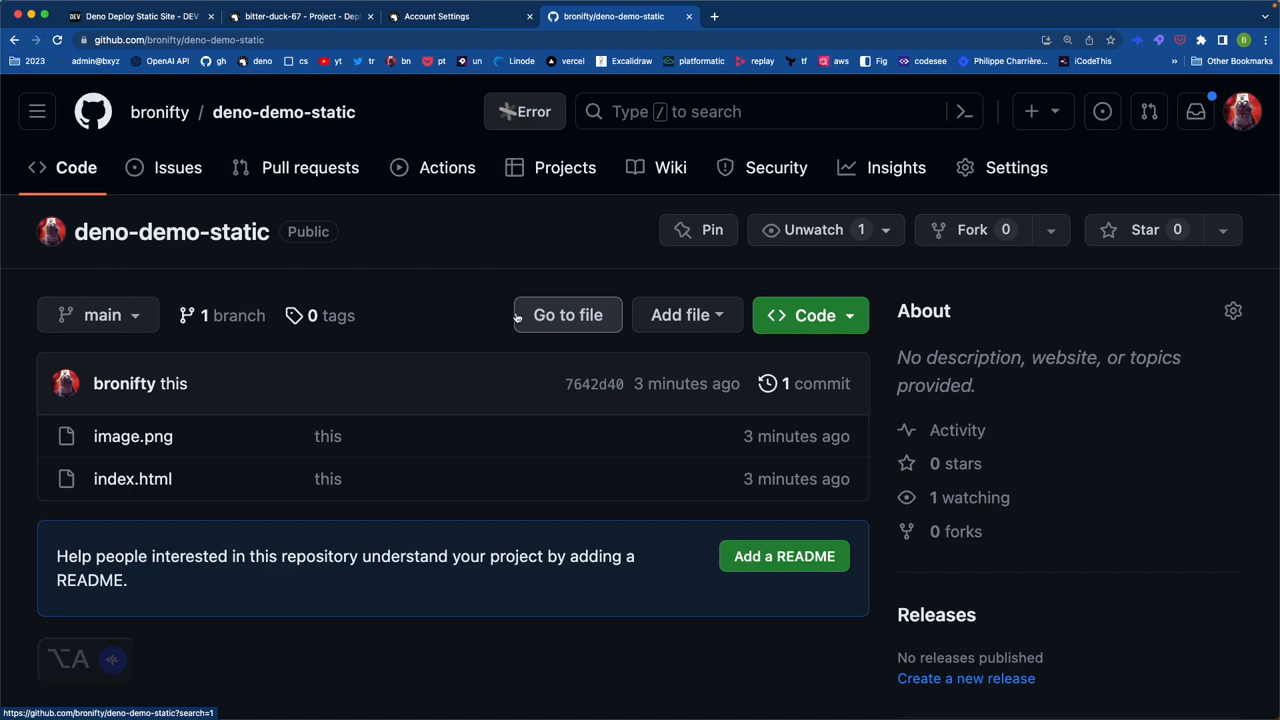 Deno Deploy Static Site - DEV
bitter-duck-67 - Project - Dep
Account Settings
bronifty/deno-demo-static
github.com/bronifty/deno-demo-static
2023
admin@bxyz
OpenAI API
gh
deno
cs
yt
tr
bn
pt
un
Linode
vercel
Excalidraw
platformatic
replay
tf
aws
Fig
codesee
Philippe Charrière...
iCodeThis
»
Other Bookmarks
bronifty / deno-demo-static
Error
Type / to search
Code
Issues
Pull requests
Actions
Projects
Wiki
Security
Insights
Settings
deno-demo-static
Public
Pin
Unwatch 1
Fork 0
Star 0
main
1 branch
0 tags
Go to file
Add file
Code
bronifty this
7642d40 3 minutes ago
1 commit
image.png
this
3 minutes ago
index.html
this
3 minutes ago
Help people interested in this repository understand your project by adding a
README.
Add a README
About
No description, website, or topics
provided.
Activity
0 stars
1 watching
0 forks
Releases
No releases published
Create a new release
⌥A
https://github.com/bronifty/deno-demo-static?search=1